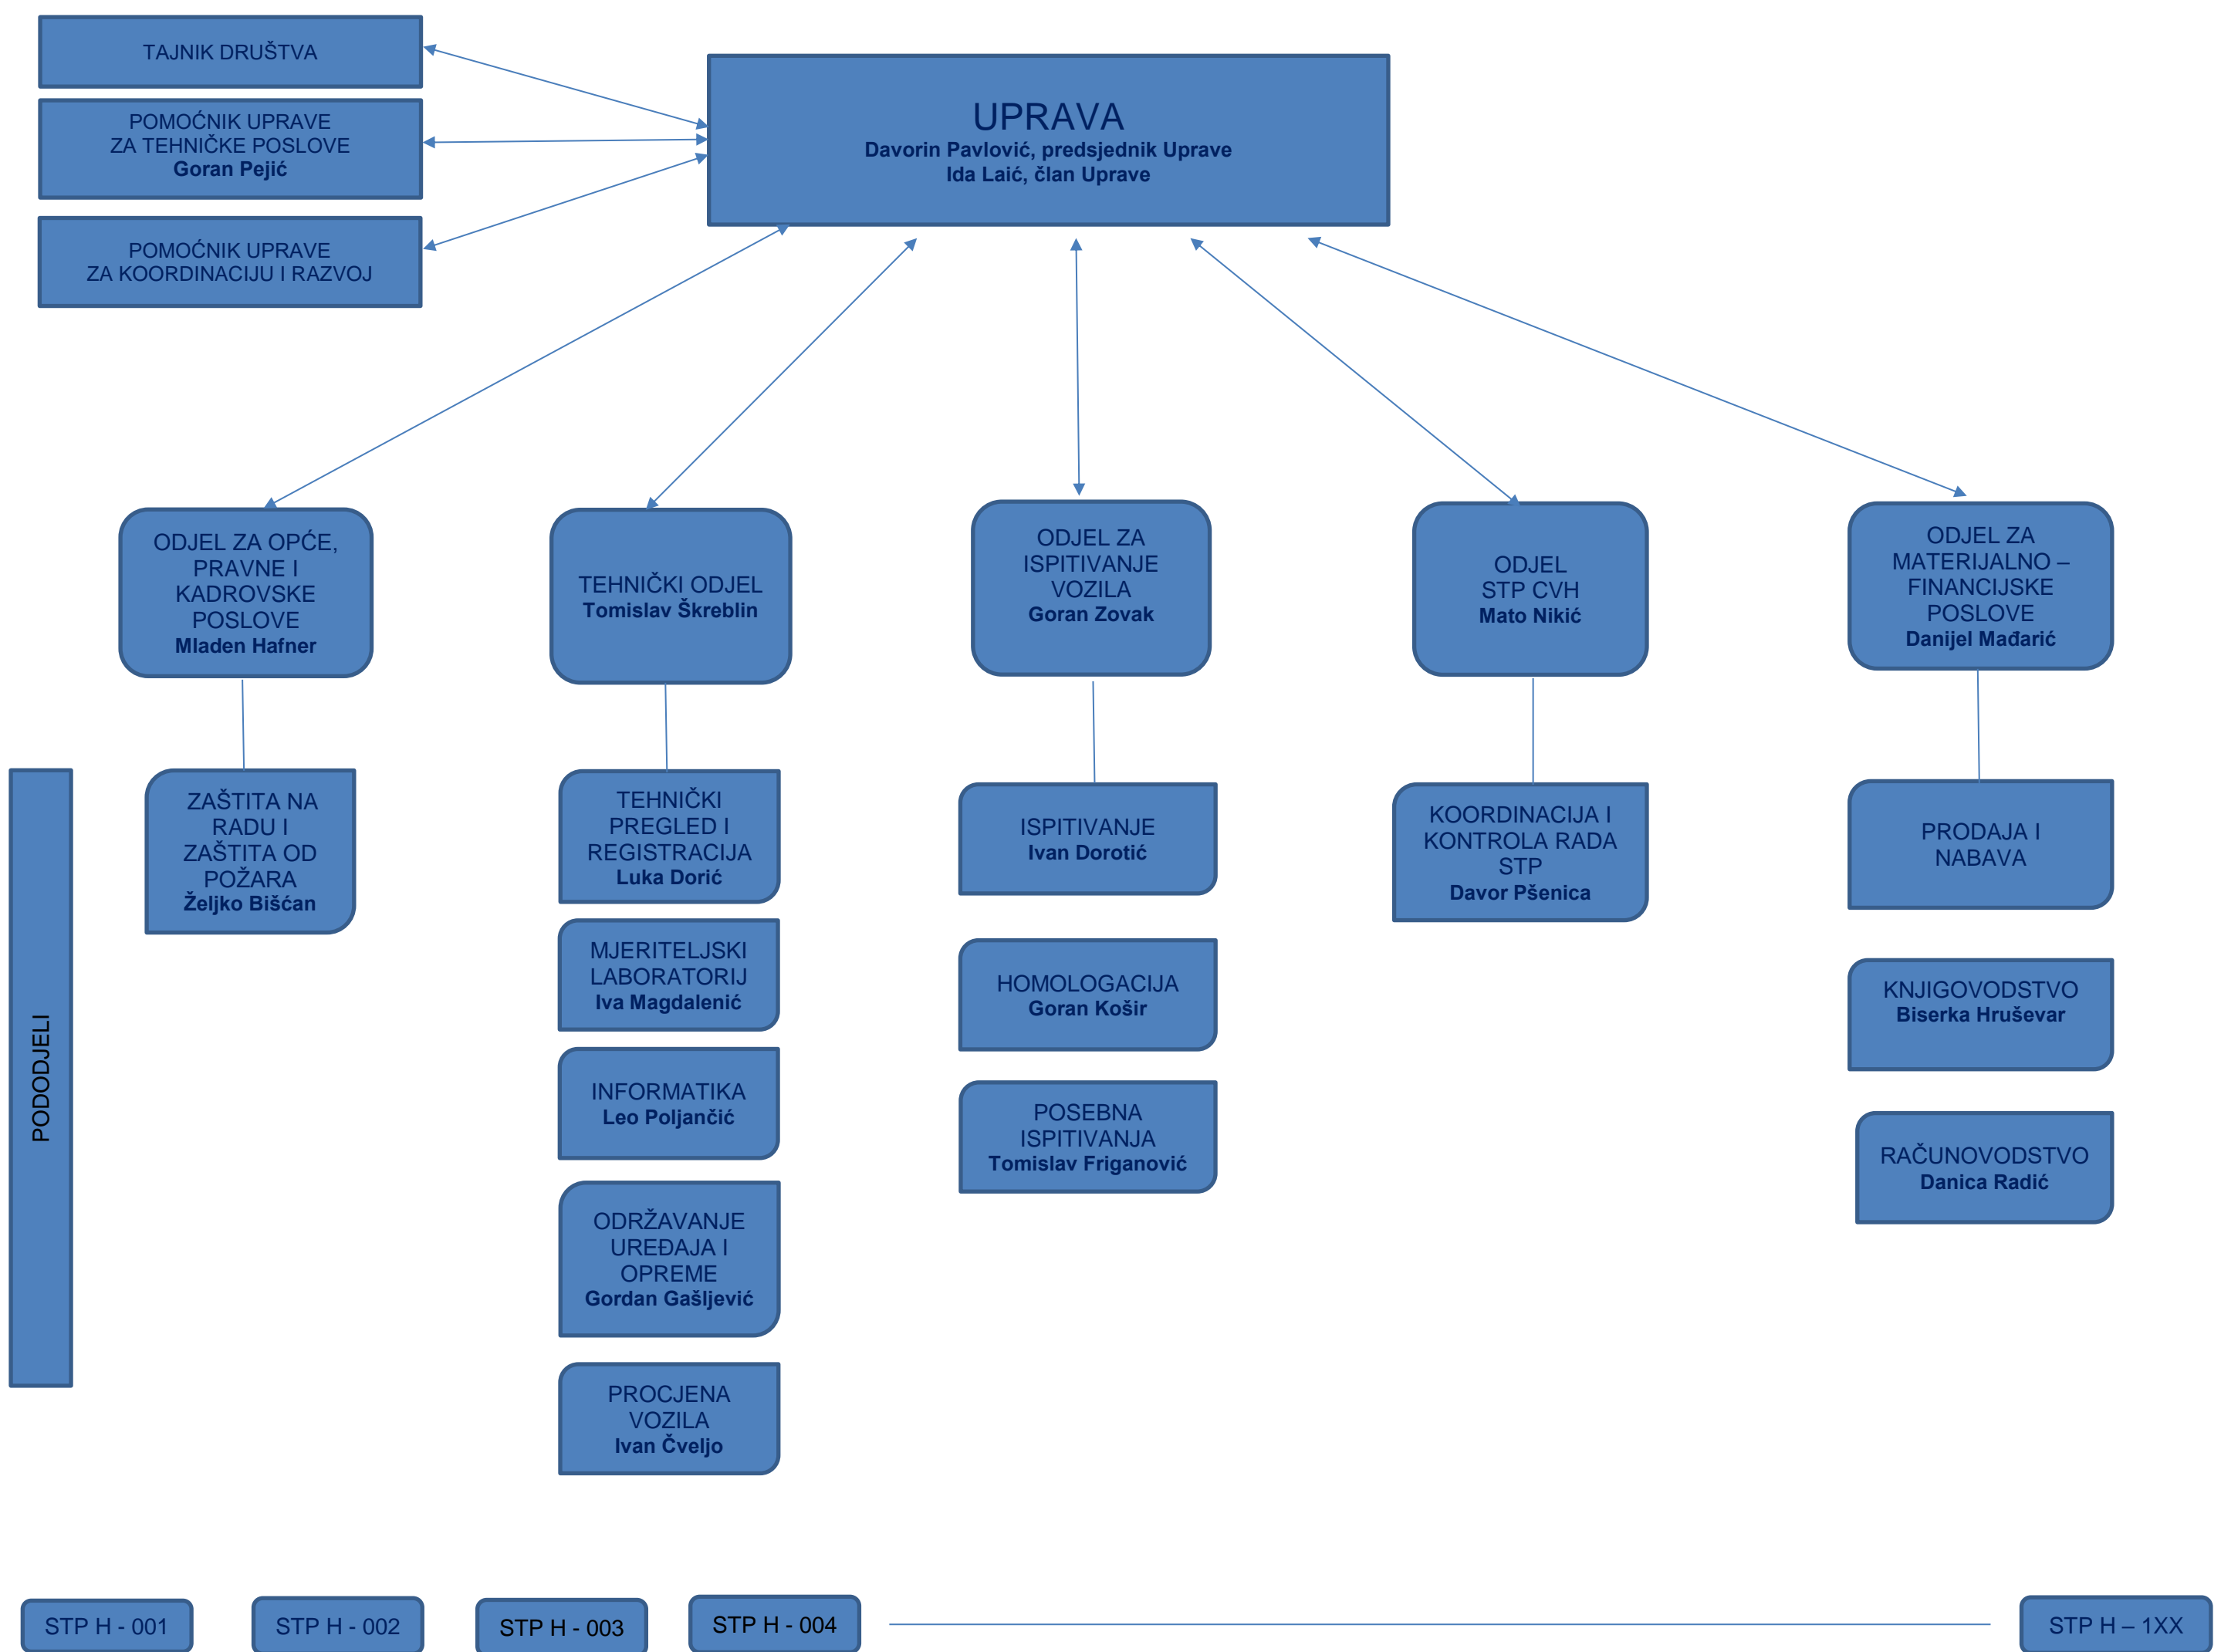 TAJNIK DRUŠTVA
POMOĆNIK UPRAVE
ZA TEHNIČKE POSLOVE
Goran Pejić
POMOĆNIK UPRAVE
ZA KOORDINACIJU I RAZVOJ
UPRAVA
Davorin Pavlović, predsjednik Uprave
Ida Laić, član Uprave
ODJEL ZA OPĆE,
PRAVNE I
KADROVSKE
POSLOVE
Mladen Hafner
TEHNIČKI ODJEL
Tomislav Škreblin
ODJEL ZA
ISPITIVANJE
VOZILA
Goran Zovak
ODJEL
STP CVH
Mato Nikić
ODJEL ZA
MATERIJALNO –
FINANCIJSKE
POSLOVE
Danijel Mađarić
PODODJELI
ZAŠTITA NA
RADU I
ZAŠTITA OD
POŽARA
Željko Bišćan
TEHNIČKI
PREGLED I
REGISTRACIJA
Luka Dorić
MJERITELJSKI
LABORATORIJ
Iva Magdalenić
INFORMATIKA
Leo Poljančić
ODRŽAVANJE
UREĐAJA I
OPREME
Gordan Gašljević
PROCJENA
VOZILA
Ivan Čveljo
ISPITIVANJE
Ivan Dorotić
HOMOLOGACIJA
Goran Košir
POSEBNA
ISPITIVANJA
Tomislav Friganović
KOORDINACIJA I
KONTROLA RADA
STP
Davor Pšenica
PRODAJA I
NABAVA
KNJIGOVODSTVO
Biserka Hruševar
RAČUNOVODSTVO
Danica Radić
STP H - 001
STP H - 002
STP H - 003
STP H - 004
STP H – 1XX